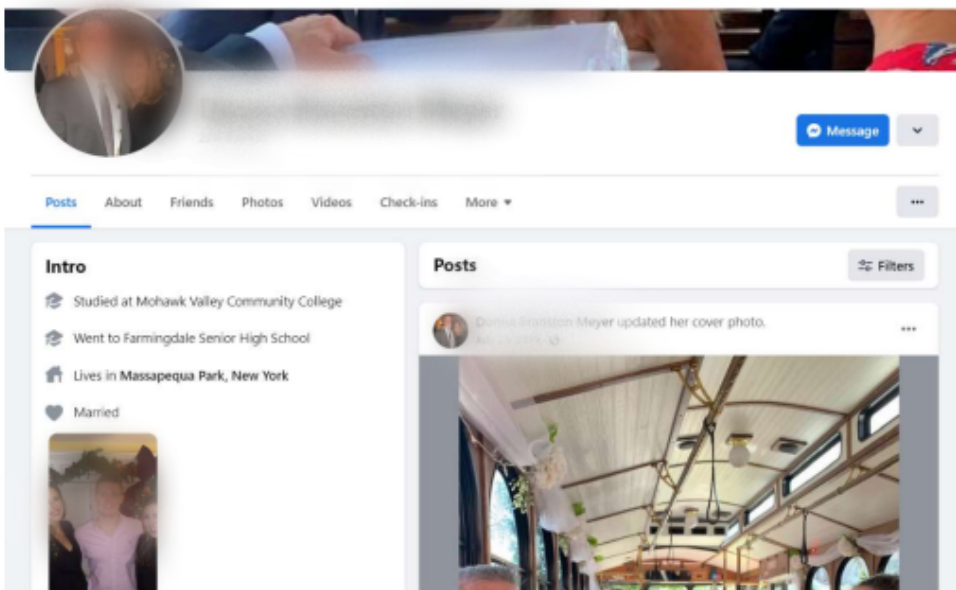 Message
Posts
About
Friends
Photos
Videos
Check-ins
More
Intro
Studied at Mohawk Valley Community College
Went to Farmingdale Senior High School
Lives in Massapequa Park, New York
Married
Posts
Filters
Meyer updated her cover photo.